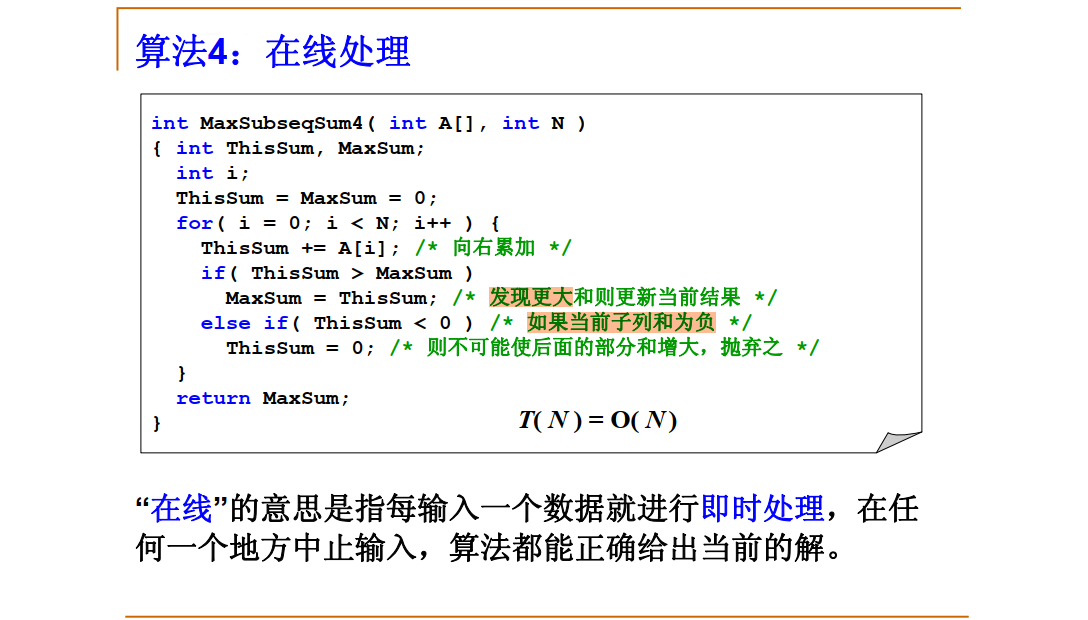 算法4：在线处理
int MaxSubseqSum4( int A[], int N )
{ int ThisSum, MaxSum;
int i;
ThisSum = MaxSum = 0;
for( i = 0; i < N; i++ ) {
ThisSum += A[i]; /* 向右累加 */
if( ThisSum > MaxSum )
MaxSum = ThisSum; /* 发现更大和则更新当前结果 */
else if( ThisSum < 0 ) /* 如果当前子列和为负 */
ThisSum = 0; /* 则不可能使后面的部分和增大，抛弃之 */
}
return MaxSum;
}
T( N ) = O( N )
“在线”的意思是指每输入一个数据就进行即时处理，在任
何一个地方中止输入，算法都能正确给出当前的解。